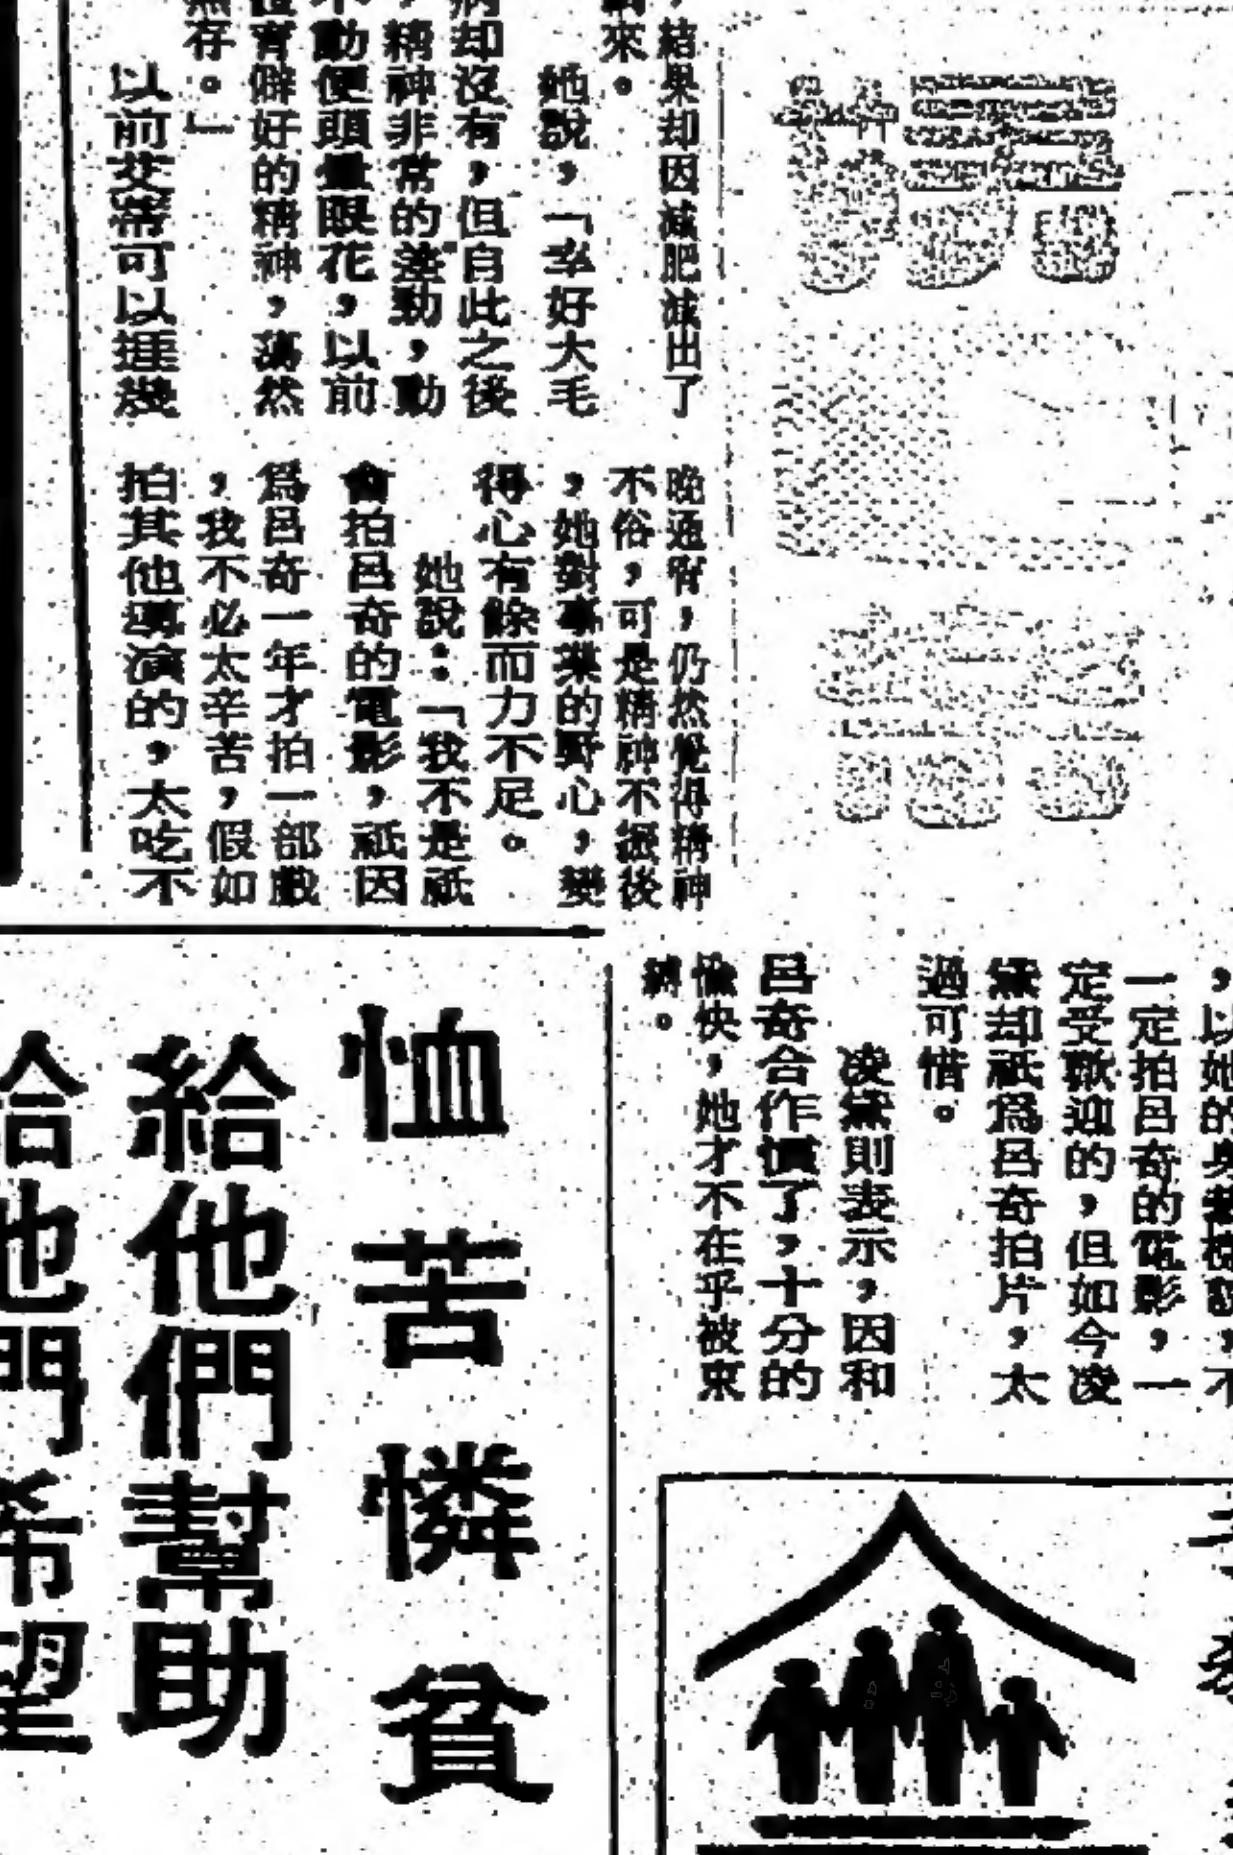 ，結果却因減肥減出了
來。
她說，「幸好大毛
病却沒有，但自此之後
，精神非常的差勁，動
不動便頭暈眼花，以前
宵僻好的精神，蕩然
無存。」
以前艾蒂可以捱幾
晚通宵，仍然覺得精神
不俗，可是精神不振後
，她對事業的野心，變
得心有餘而力不足。
她說：「我不是祇
會拍呂奇的電影，祇因
爲呂奇一年才拍一部戲
，我不必太辛苦，假如
拍其他導演的，太吃不
，以她的
一定拍呂奇的電影，一
定受歡迎的，但如今凌
黛却祇爲呂奇拍片，太
過可惜。
凌黛則表示，因和
呂奇合作慣了，十分的
愉快，她才不在乎被束
縛。
恤苦憐貧
給他們幫助
給他們希望